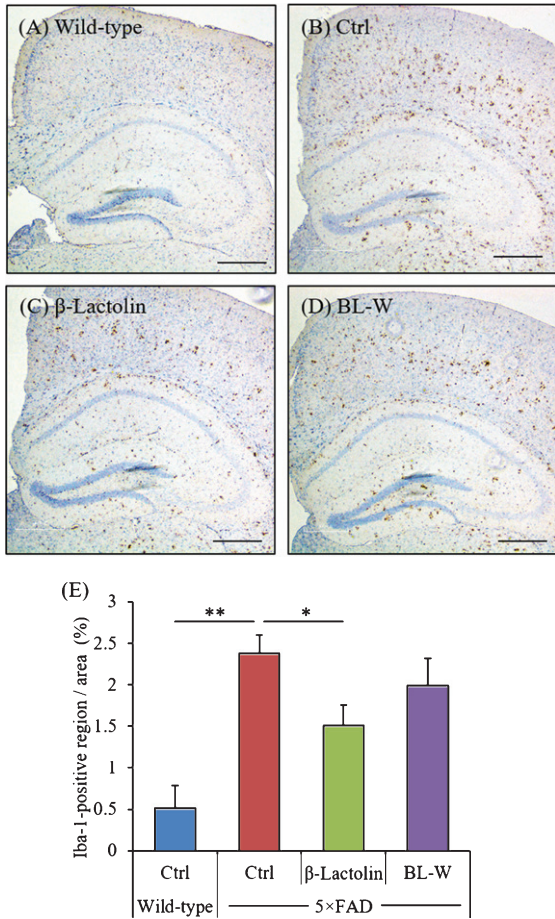 (A) Wild-type
(B) Ctrl
(C) β-Lactolin
(D) BL-W
(E)
Iba-1-positive region / area (%)
3
2.5
2
1.5
1
0.5
0
**
*
Ctrl
Ctrl
β-Lactolin
BL-W
Wild-type
5×FAD